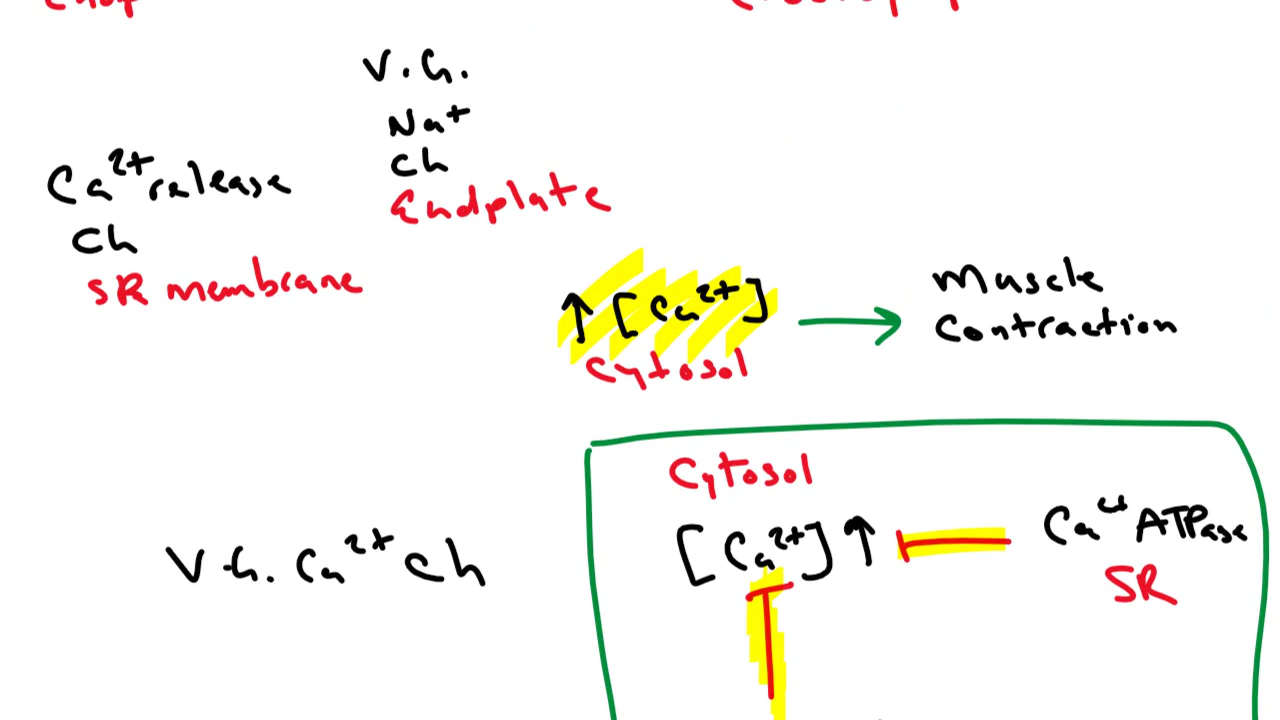 V.G.
Na+
Ch
Endplate
Ca²⁺ release
Ch
SR membrane
↑ [Ca²⁺]
Cytosol
→
Muscle
Contraction
Cytosol
[Ca²⁺] ↑
Ca²⁺ ATPase
SR
V.G. Ca²⁺ Ch